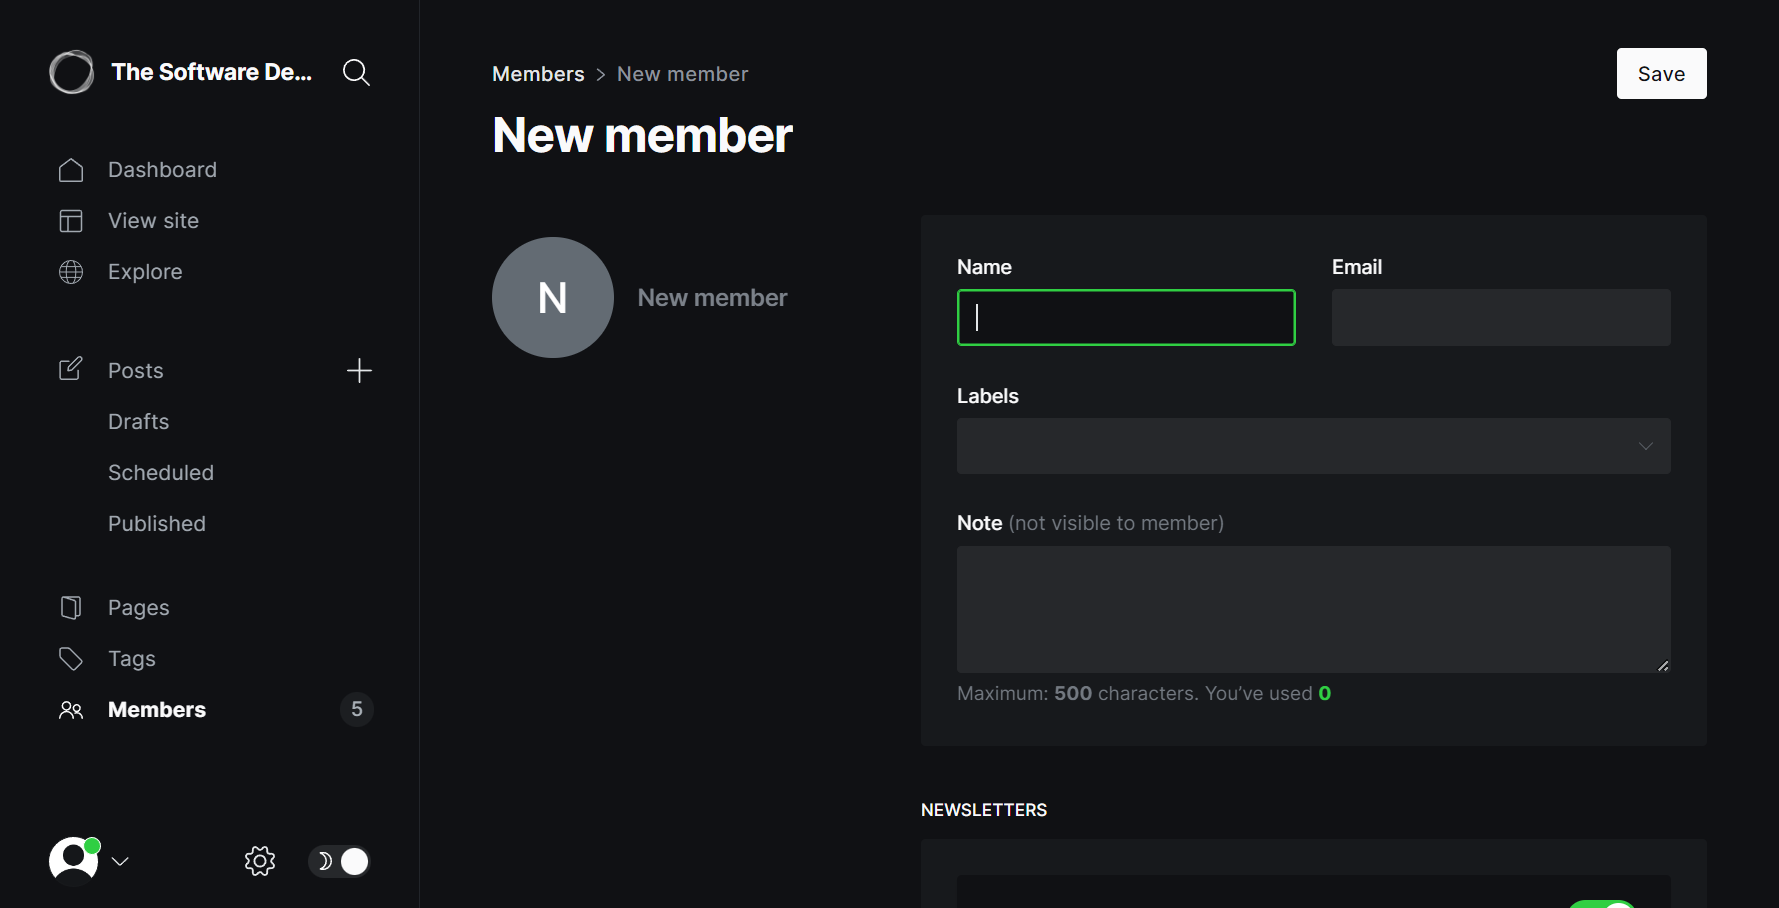 The Software De...
Dashboard
View site
Explore
Posts
Drafts
Scheduled
Published
Pages
Tags
Members
5
Members > New member
Save
New member
N
New member
Name
Email
Labels
Note (not visible to member)
Maximum: 500 characters. You’ve used 0
NEWSLETTERS